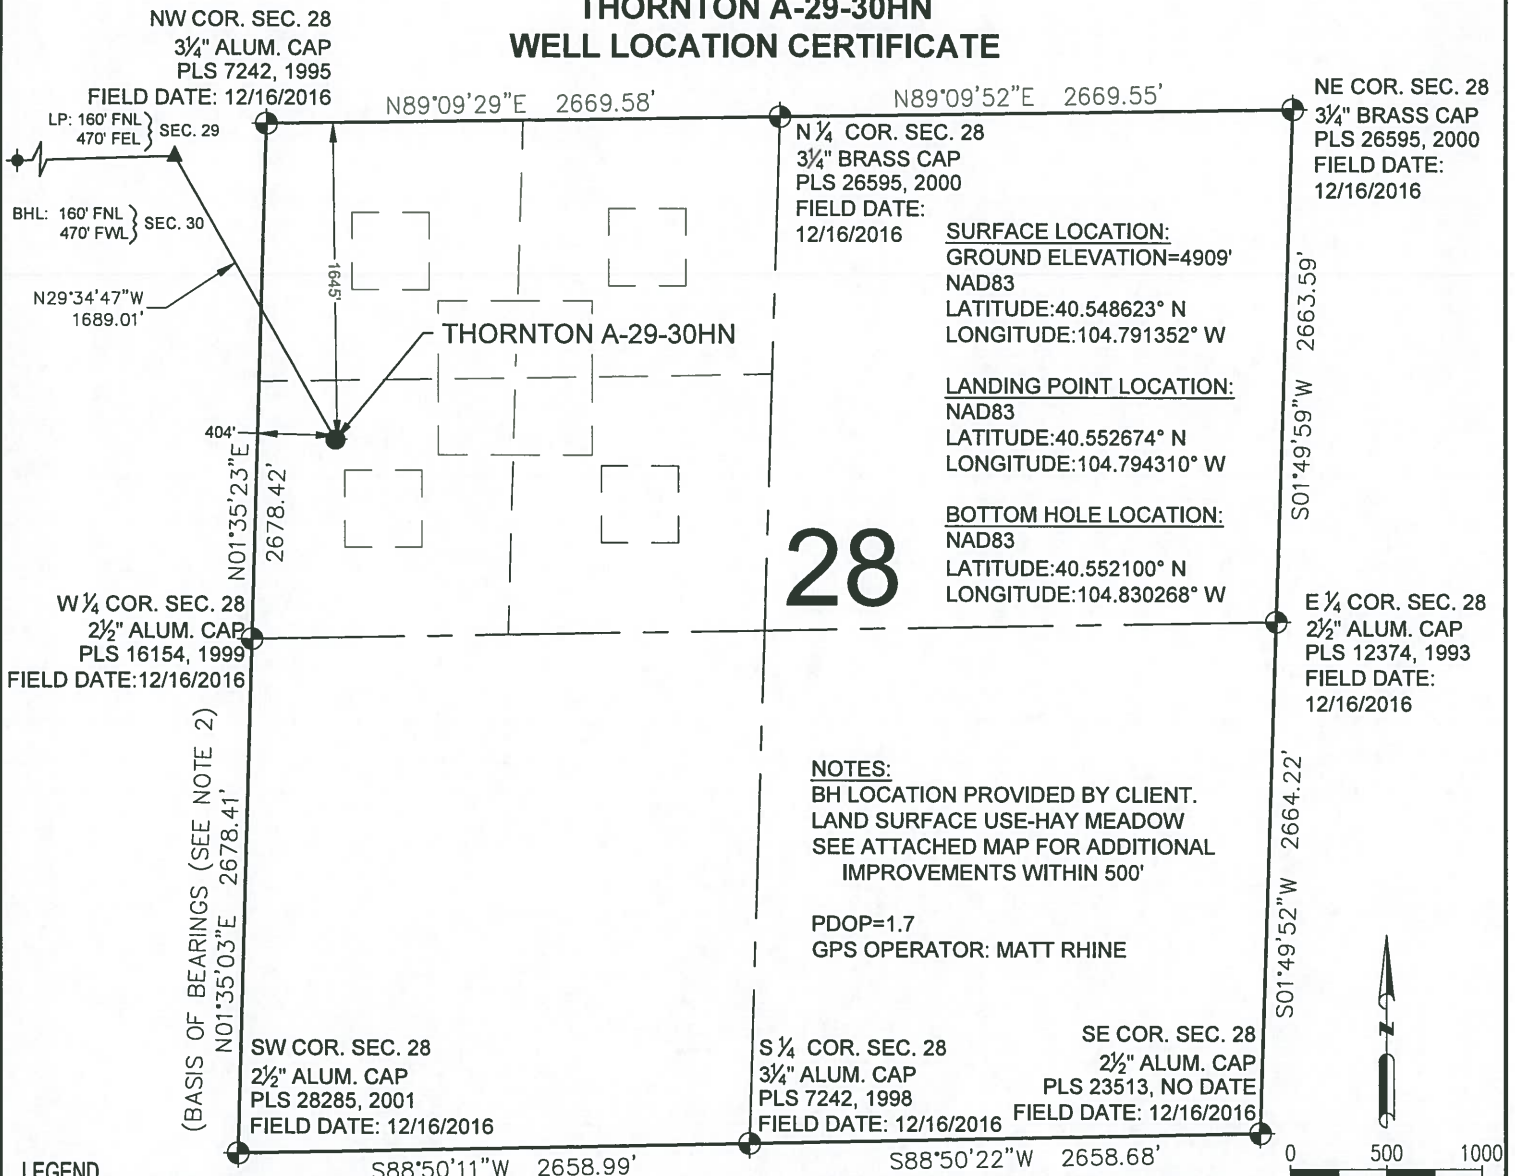 THORNTON A-29-30HN
WELL LOCATION CERTIFICATE
NW COR. SEC. 28
3¼" ALUM. CAP
PLS 7242, 1995
FIELD DATE: 12/16/2016
N89°09'29"E 2669.58'
N89°09'52"E 2669.55'
NE COR. SEC. 28
3¼" BRASS CAP
PLS 26595, 2000
FIELD DATE:
12/16/2016
LP: 160' FNL
470' FEL
SEC. 29
BHL: 160' FNL
470' FWL
SEC. 30
N29°34'47"W
1689.01'
1645'
N ¼ COR. SEC. 28
3¼" BRASS CAP
PLS 26595, 2000
FIELD DATE:
12/16/2016
SURFACE LOCATION:
GROUND ELEVATION=4909'
NAD83
LATITUDE:40.548623° N
LONGITUDE:104.791352° W
LANDING POINT LOCATION:
NAD83
LATITUDE:40.552674° N
LONGITUDE:104.794310° W
BOTTOM HOLE LOCATION:
NAD83
LATITUDE:40.552100° N
LONGITUDE:104.830268° W
THORNTON A-29-30HN
404'
N01°35'23"E
2678.42'
S01°49'59"W 2663.59'
28
W ¼ COR. SEC. 28
2½" ALUM. CAP
PLS 16154, 1999
FIELD DATE:12/16/2016
E ¼ COR. SEC. 28
2½" ALUM. CAP
PLS 12374, 1993
FIELD DATE:
12/16/2016
(BASIS OF BEARINGS (SEE NOTE 2)
N01°35'03"E 2678.41'
NOTES:
BH LOCATION PROVIDED BY CLIENT.
LAND SURFACE USE-HAY MEADOW
SEE ATTACHED MAP FOR ADDITIONAL
IMPROVEMENTS WITHIN 500'
PDOP=1.7
GPS OPERATOR: MATT RHINE
S01°49'52"W 2664.22'
SW COR. SEC. 28
2½" ALUM. CAP
PLS 28285, 2001
FIELD DATE: 12/16/2016
S ¼ COR. SEC. 28
3¼" ALUM. CAP
PLS 7242, 1998
FIELD DATE: 12/16/2016
SE COR. SEC. 28
2½" ALUM. CAP
PLS 23513, NO DATE
FIELD DATE: 12/16/2016
N
0 500 1000
S88°50'11"W 2658.99'
S88°50'22"W 2658.68'
LEGEND